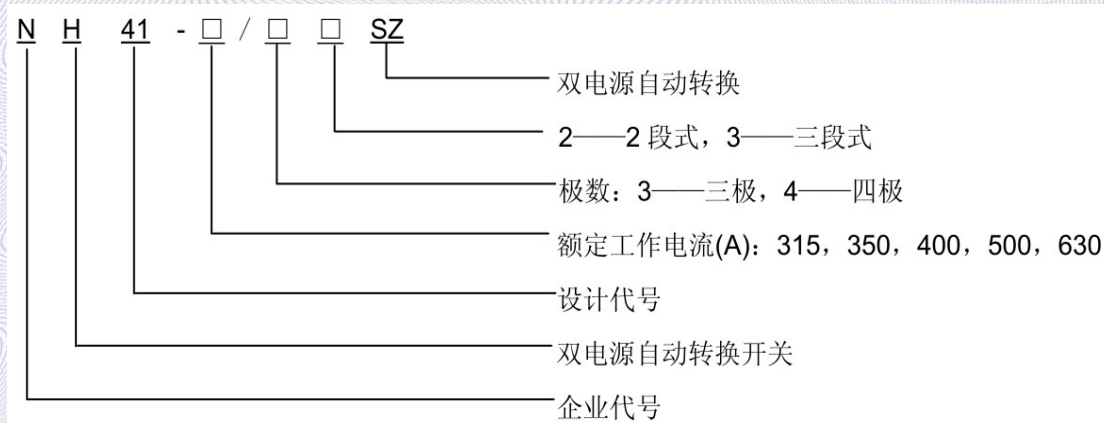 N H 41 - □ / □ □ SZ
双电源自动转换
2——2 段式，3——三段式
极数：3——三极，4——四极
额定工作电流(A)：315，350，400，500，630
设计代号
双电源自动转换开关
企业代号